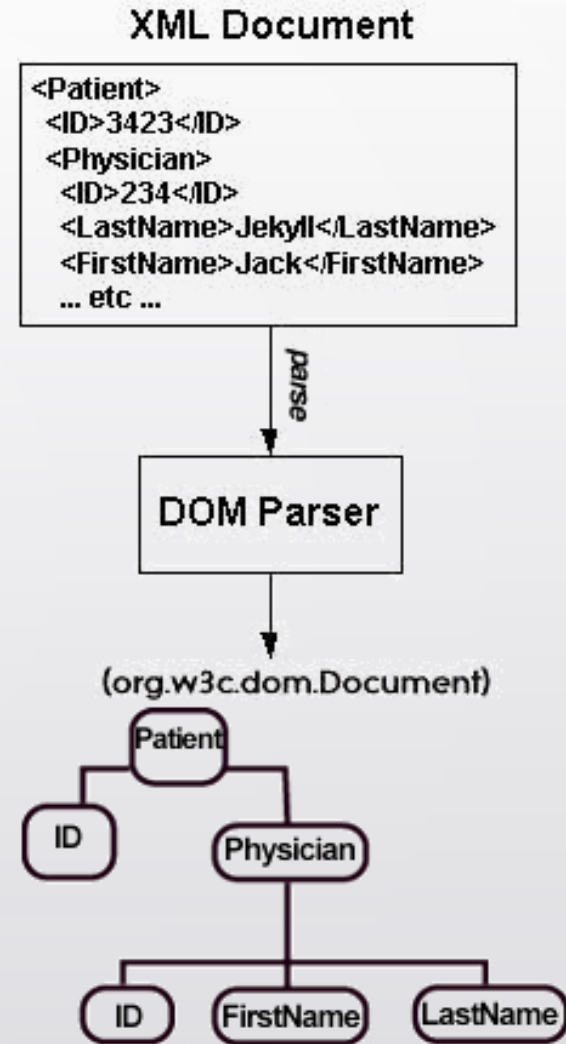 XML Document
<Patient>
<ID>3423</ID>
<Physician>
<ID>234</ID>
<LastName>Jekyll</LastName>
<FirstName>Jack</FirstName>
... etc ...
parse
DOM Parser
(org.w3c.dom.Document)
Patient
ID
Physician
ID
FirstName
LastName